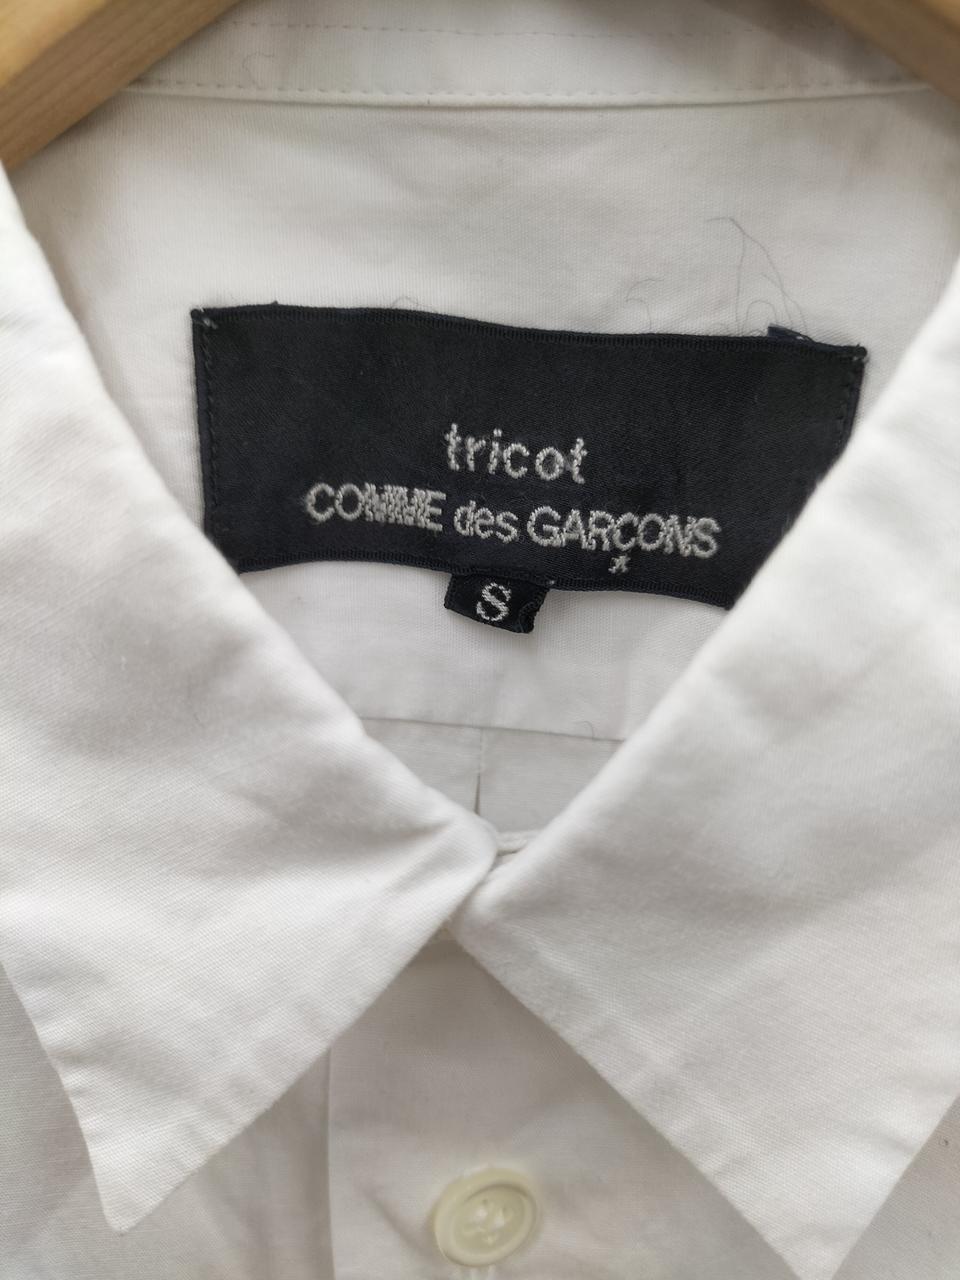 tricot
COMME des GARÇONS
*
S